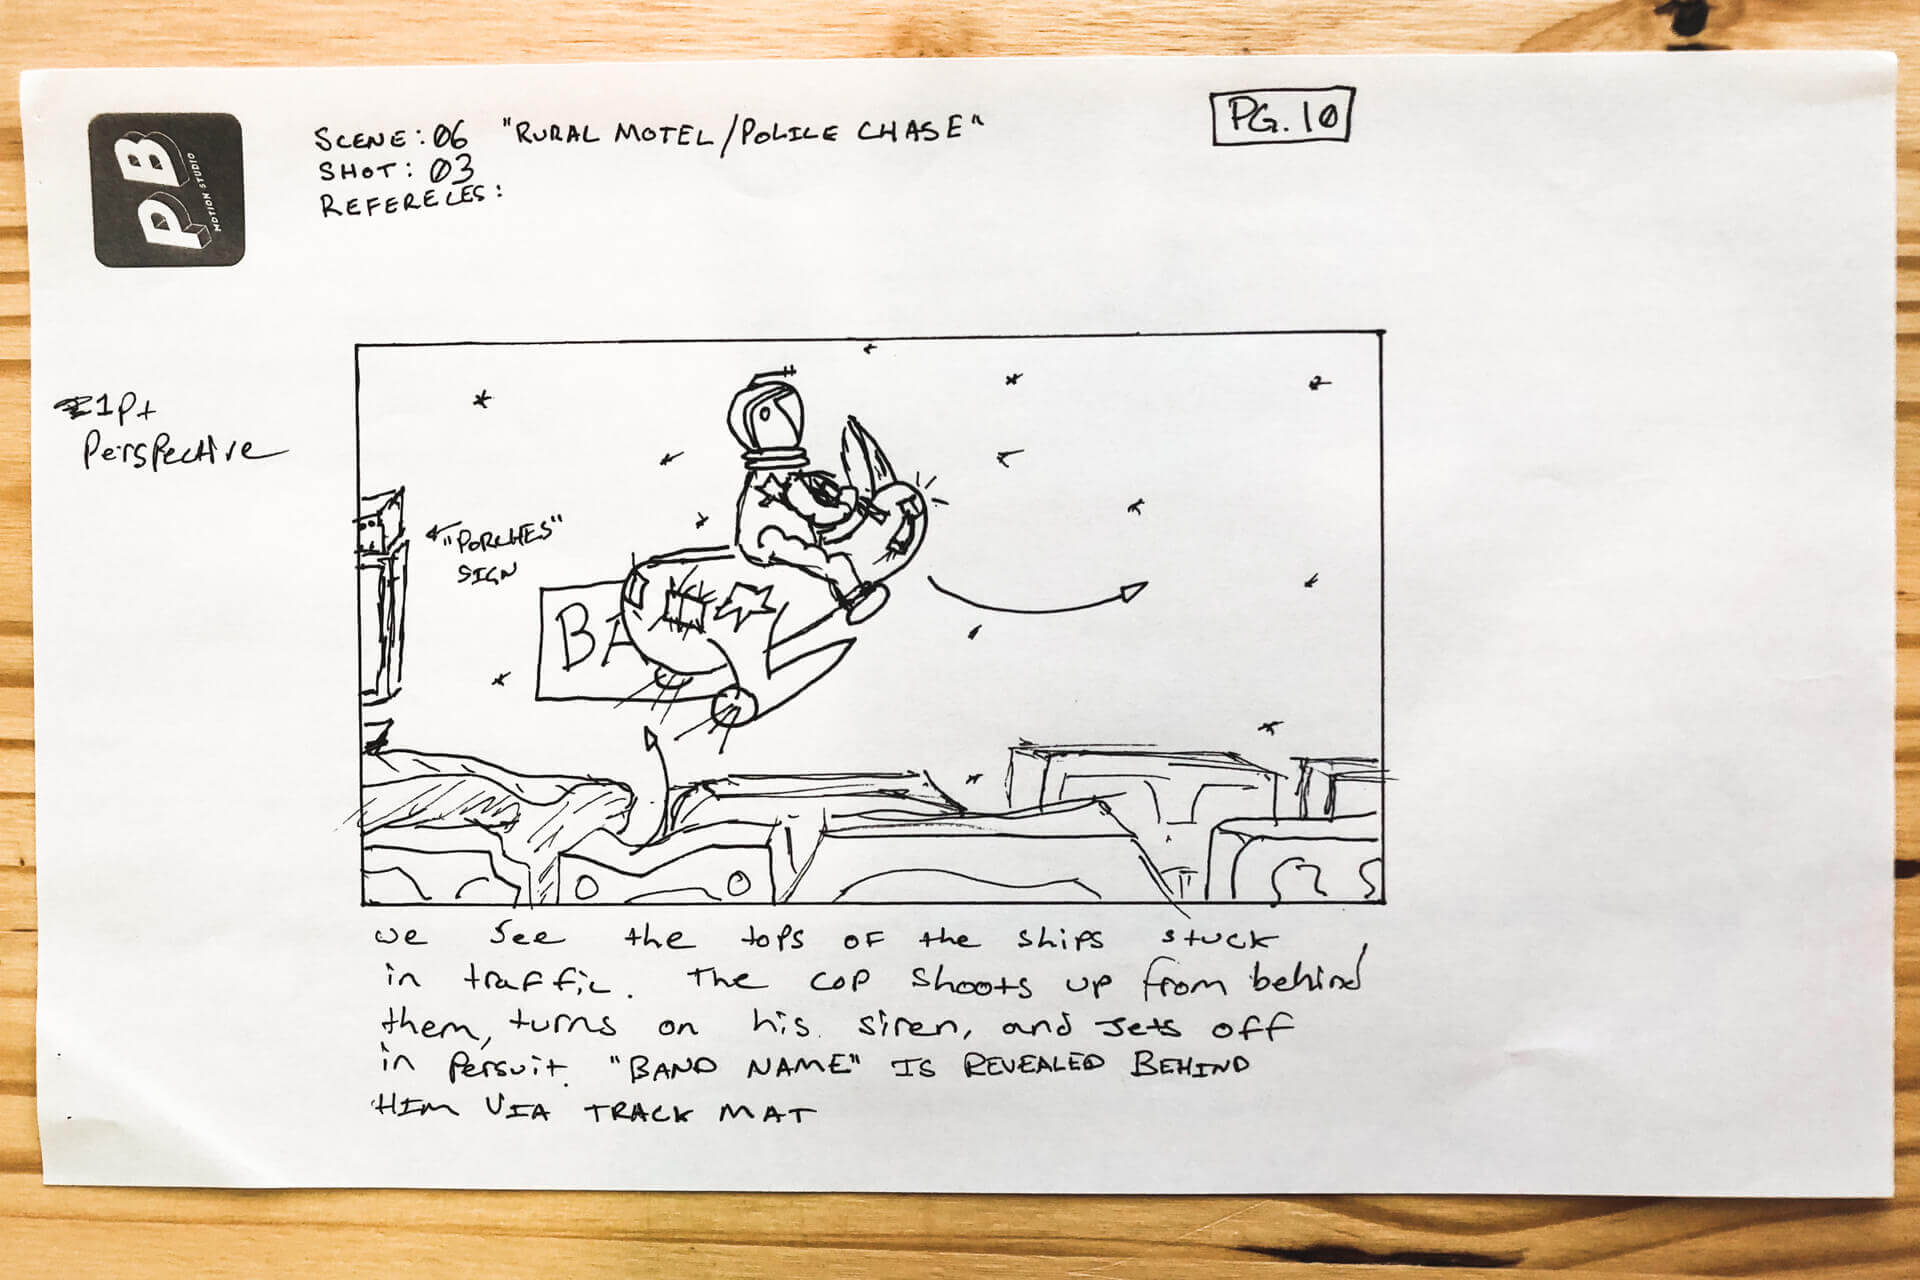 PB
MOTION STUDIO
SCENE: 06 "RURAL MOTEL/POLICE CHASE"
SHOT: 03
REFERECES:
PG. 10
1Pt
Perspective
"PORCHES"
SIGN
BA
we see the tops of the ships stuck
in traffic. The cop shoots up from behind
them, turns on his siren, and jets off
in persuit. "BAND NAME" IS REVEALED BEHIND
HIM VIA TRACK MAT